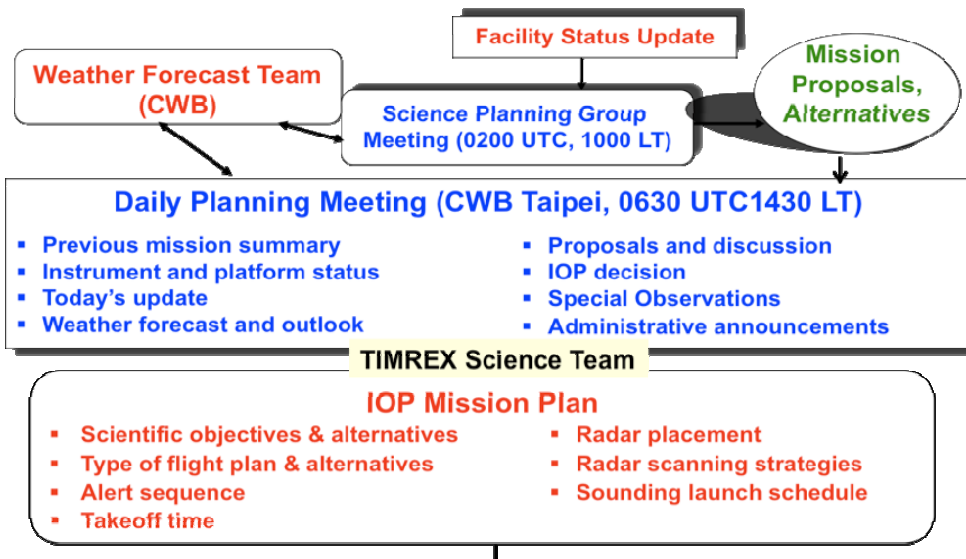 Facility Status Update
Weather Forecast Team
(CWB)
Science Planning Group
Meeting (0200 UTC, 1000 LT)
Mission
Proposals,
Alternatives
Daily Planning Meeting (CWB Taipei, 0630 UTC1430 LT)
▪ Previous mission summary
▪ Instrument and platform status
▪ Today's update
▪ Weather forecast and outlook
▪ Proposals and discussion
▪ IOP decision
▪ Special Observations
▪ Administrative announcements
TIMREX Science Team
IOP Mission Plan
▪ Scientific objectives & alternatives
▪ Type of flight plan & alternatives
▪ Alert sequence
▪ Takeoff time
▪ Radar placement
▪ Radar scanning strategies
▪ Sounding launch schedule